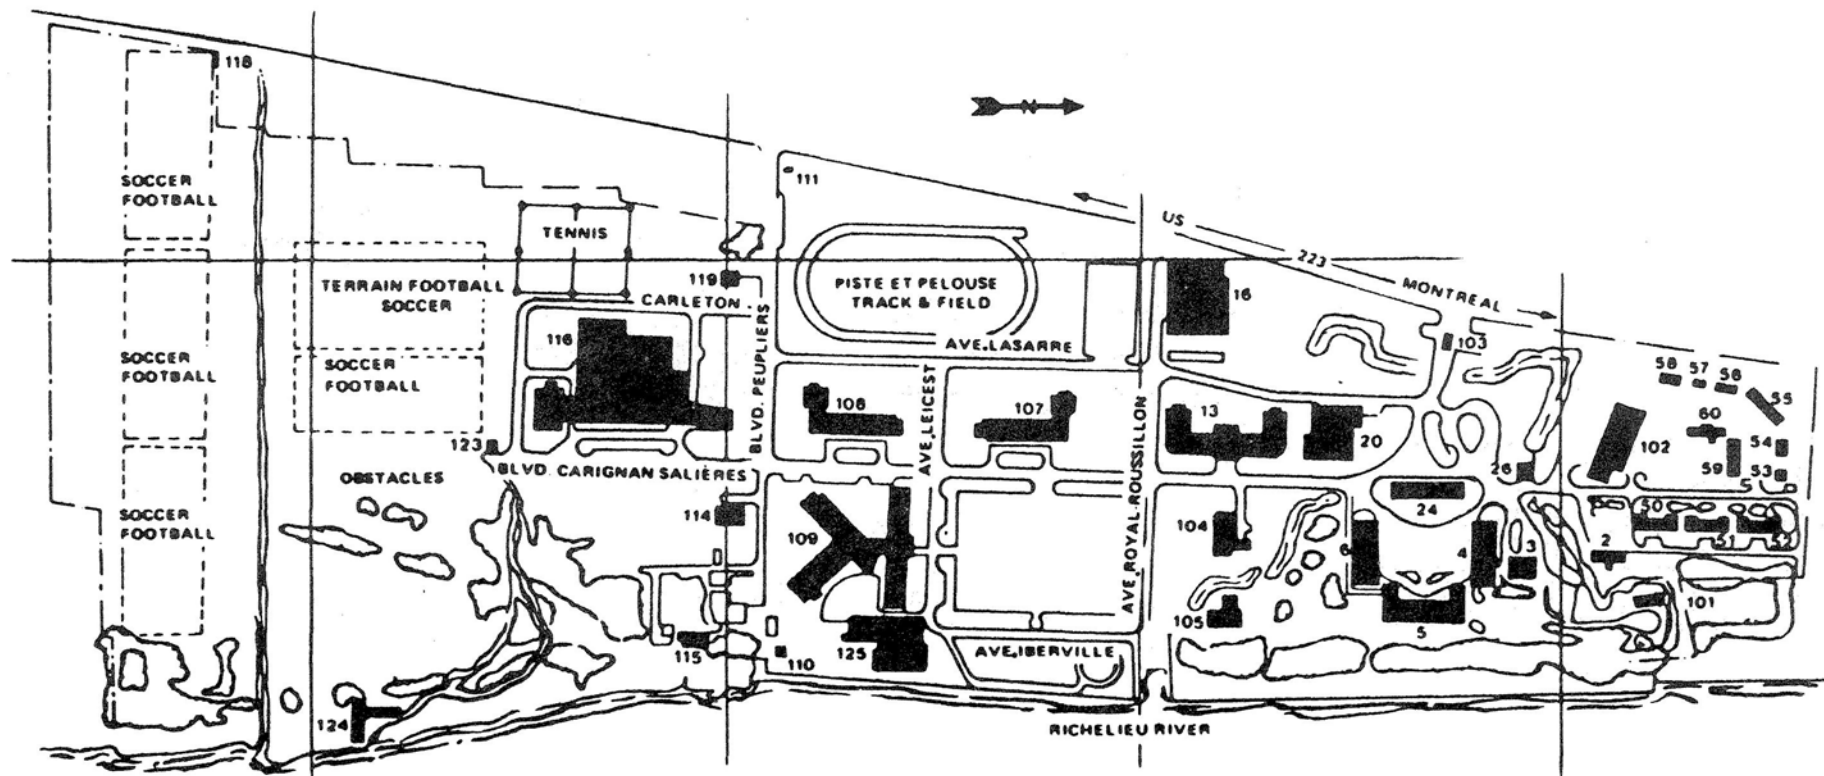 118
N
111
SOCCER
FOOTBALL
US
223
MONTREAL
TENNIS
119
TERRAIN FOOTBALL
SOCCER
CARLETON
PISTE ET PELOUSE
TRACK & FIELD
16
BLVD. PEUPLIERS
116
AVE. LASARRE
103
SOCCER
FOOTBALL
SOCCER
FOOTBALL
58
57
56
55
108
AVE. LEICEST
107
AVE. ROYAL-ROUSSILLON
13
20
60
102
54
59
53
123
BLVD. CARIGNAN SALIÈRES
26
OBSTACLES
SOCCER
FOOTBALL
114
109
104
24
50
51
52
6
4
3
2
101
105
5
115
110
125
AVE. IBERVILLE
124
RICHELIEU RIVER